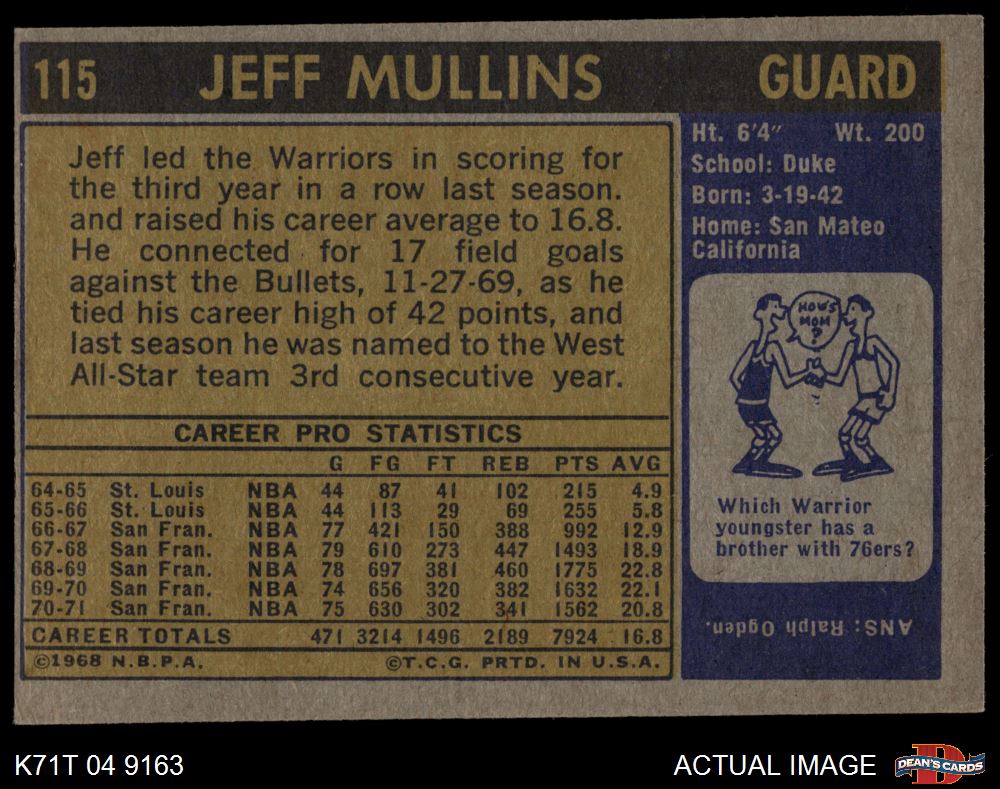 115 JEFF MULLINS GUARD
Jeff led the Warriors in scoring for
the third year in a row last season.
and raised his career average to 16.8.
He connected for 17 field goals
against the Bullets, 11-27-69, as he
tied his career high of 42 points, and
last season he was named to the West
All-Star team 3rd consecutive year.
Ht. 6'4" Wt. 200
School: Duke
Born: 3-19-42
Home: San Mateo
California
HOW'S
MOM
?
Which Warrior
youngster has a
brother with 76ers?
ANS: Ralph Ogden.
CAREER PRO STATISTICS
G FG FT REB PTS AVG
64-65 St. Louis NBA 44 87 41 102 215 4.9
65-66 St. Louis NBA 44 113 29 69 255 5.8
66-67 San Fran. NBA 77 421 150 388 992 12.9
67-68 San Fran. NBA 79 610 273 447 1493 18.9
68-69 San Fran. NBA 78 697 381 460 1775 22.8
69-70 San Fran. NBA 74 656 320 382 1632 22.1
70-71 San Fran. NBA 75 630 302 341 1562 20.8
CAREER TOTALS 471 3214 1496 2189 7924 16.8
©1968 N.B.P.A. ©T.C.G. PRTD. IN U.S.A.
K71T 04 9163 ACTUAL IMAGE
D
DEAN'S CARDS